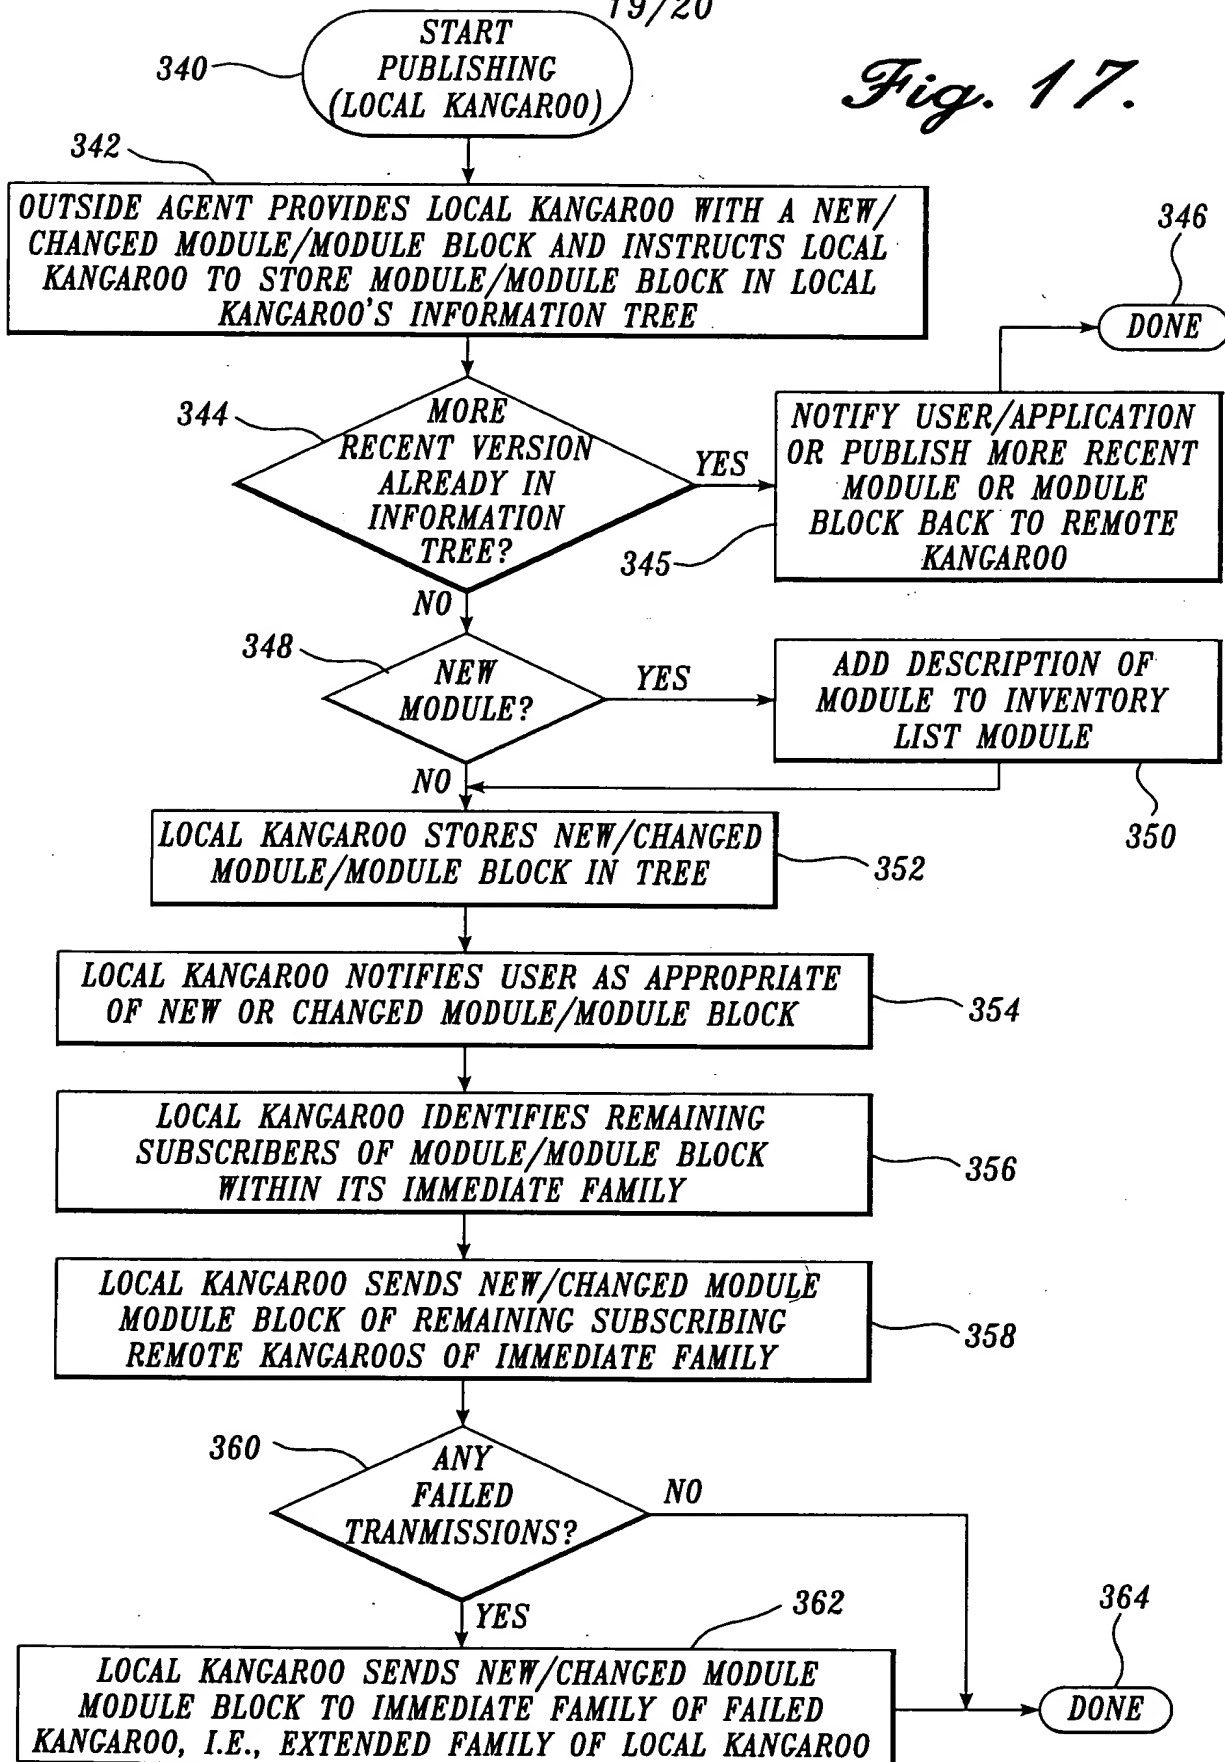 19/20
Fig. 17.
340
START
PUBLISHING
(LOCAL KANGAROO)
342
OUTSIDE AGENT PROVIDES LOCAL KANGAROO WITH A NEW/
CHANGED MODULE/MODULE BLOCK AND INSTRUCTS LOCAL
KANGAROO TO STORE MODULE/MODULE BLOCK IN LOCAL
KANGAROO'S INFORMATION TREE
346
DONE
344
MORE
RECENT VERSION
ALREADY IN
INFORMATION
TREE?
YES
NOTIFY USER/APPLICATION
OR PUBLISH MORE RECENT
MODULE OR MODULE
BLOCK BACK TO REMOTE
KANGAROO
345
NO
348
NEW
MODULE?
YES
ADD DESCRIPTION OF
MODULE TO INVENTORY
LIST MODULE
350
NO
LOCAL KANGAROO STORES NEW/CHANGED
MODULE/MODULE BLOCK IN TREE
352
LOCAL KANGAROO NOTIFIES USER AS APPROPRIATE
OF NEW OR CHANGED MODULE/MODULE BLOCK
354
LOCAL KANGAROO IDENTIFIES REMAINING
SUBSCRIBERS OF MODULE/MODULE BLOCK
WITHIN ITS IMMEDIATE FAMILY
356
LOCAL KANGAROO SENDS NEW/CHANGED MODULE
MODULE BLOCK OF REMAINING SUBSCRIBING
REMOTE KANGAROOS OF IMMEDIATE FAMILY
358
360
ANY
FAILED
TRANMISSIONS?
NO
YES
362
LOCAL KANGAROO SENDS NEW/CHANGED MODULE
MODULE BLOCK TO IMMEDIATE FAMILY OF FAILED
KANGAROO, I.E., EXTENDED FAMILY OF LOCAL KANGAROO
364
DONE